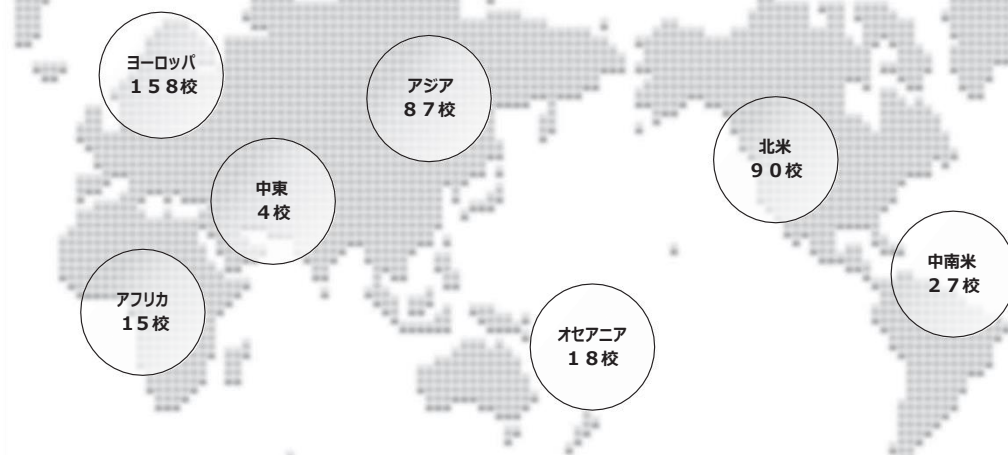 ヨーロッパ
１５８校
アジア
８７校
中東
４校
北米
９０校
中南米
２７校
アフリカ
１５校
オセアニア
１８校